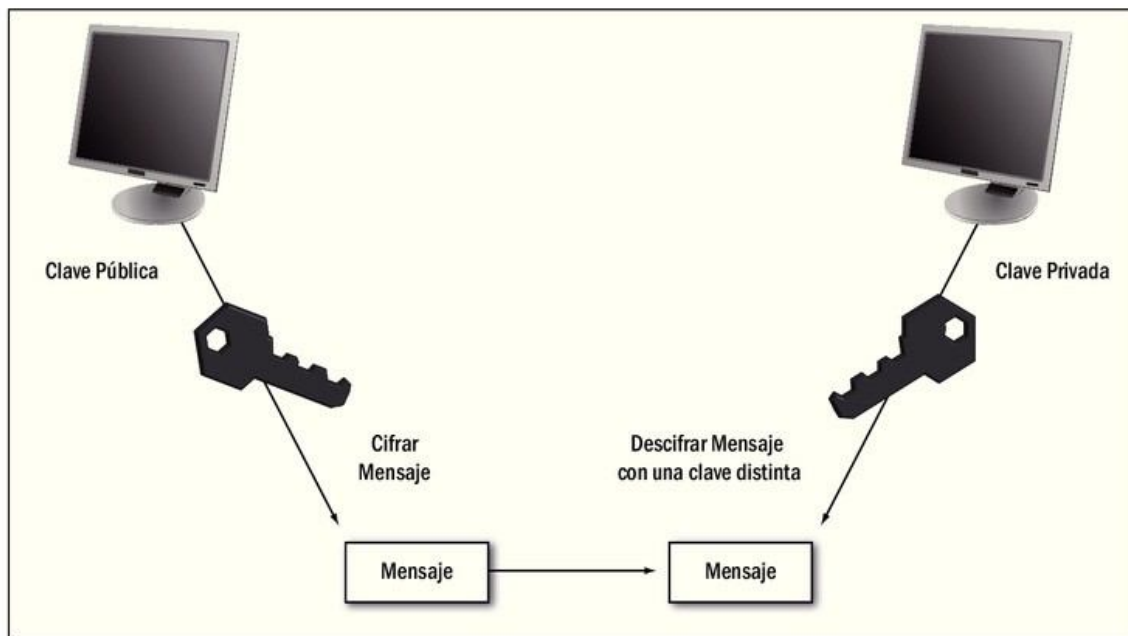 Clave Pública
Clave Privada
Cifrar
Mensaje
Descifrar Mensaje
con una clave distinta
Mensaje
Mensaje